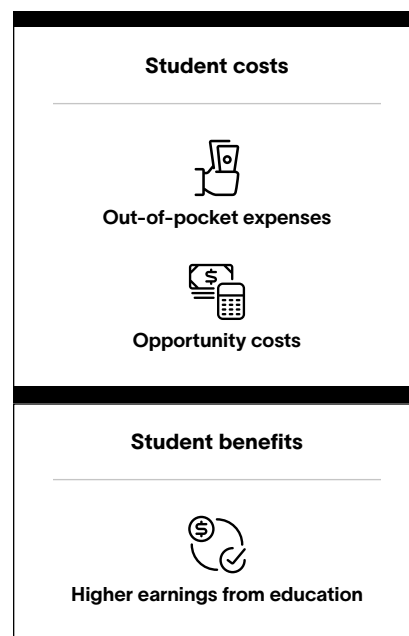 Student costs
Out-of-pocket expenses
$
Opportunity costs
Student benefits
$
Higher earnings from education